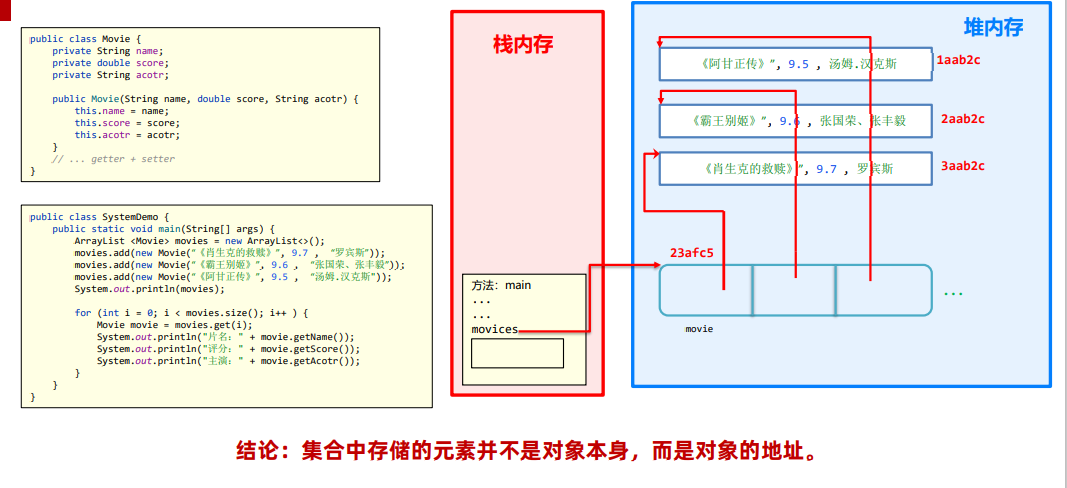 public class Movie {
private String name;
private double score;
private String acotr;
public Movie(String name, double score, String acotr) {
this.name = name;
this.score = score;
this.acotr = acotr;
}
// ... getter + setter
}
public class SystemDemo {
public static void main(String[] args) {
ArrayList <Movie> movies = new ArrayList<>();
movies.add(new Movie(“《肖生克的救赎》”, 9.7 , “罗宾斯”));
movies.add(new Movie(“《霸王别姬》”, 9.6 , “张国荣、张丰毅”));
movies.add(new Movie(“《阿甘正传》”, 9.5 , “汤姆.汉克斯”));
System.out.println(movies);
for (int i = 0; i < movies.size(); i++ ) {
Movie movie = movies.get(i);
System.out.println("片名：" + movie.getName());
System.out.println("评分：" + movie.getScore());
System.out.println("主演：" + movie.getAcotr());
}
}
}
栈内存
方法：main
...
...
movices
堆内存
《阿甘正传》”, 9.5 , 汤姆.汉克斯
1aab2c
《霸王别姬》”, 9.6 , 张国荣、张丰毅
2aab2c
《肖生克的救赎》”, 9.7 , 罗宾斯
3aab2c
23afc5
...
movie
结论：集合中存储的元素并不是对象本身，而是对象的地址。